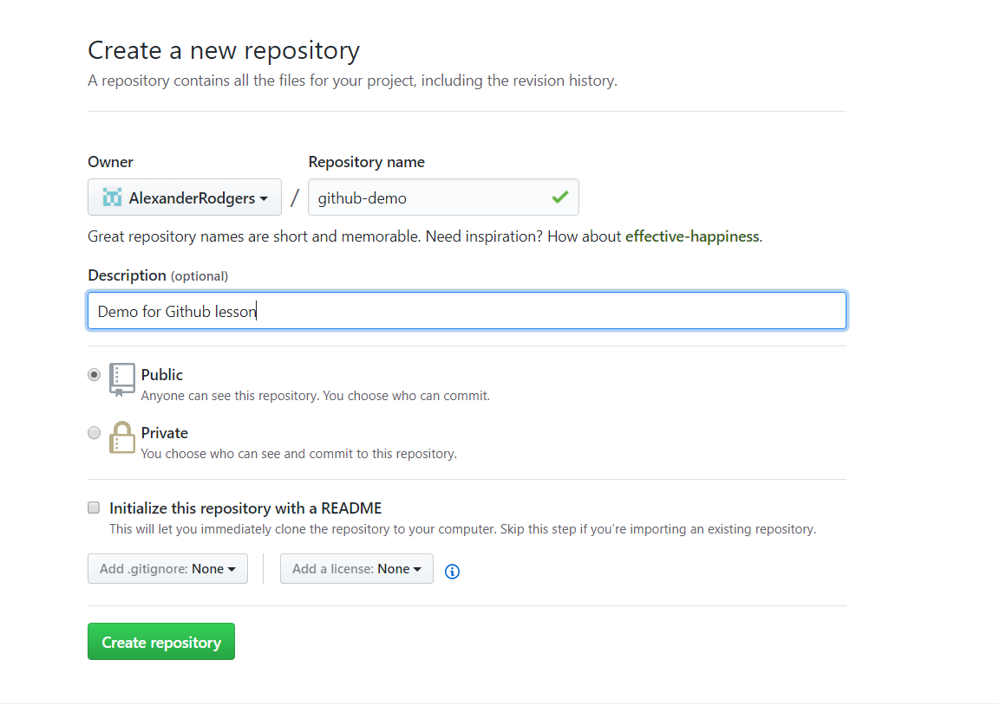 Create a new repository
A repository contains all the files for your project, including the revision history.
Owner
Repository name
AlexanderRodgers
/
github-demo
Great repository names are short and memorable. Need inspiration? How about effective-happiness.
Description (optional)
Demo for Github lesson
Public
Anyone can see this repository. You choose who can commit.
Private
You choose who can see and commit to this repository.
Initialize this repository with a README
This will let you immediately clone the repository to your computer. Skip this step if you’re importing an existing repository.
Add .gitignore: None
Add a license: None
Create repository